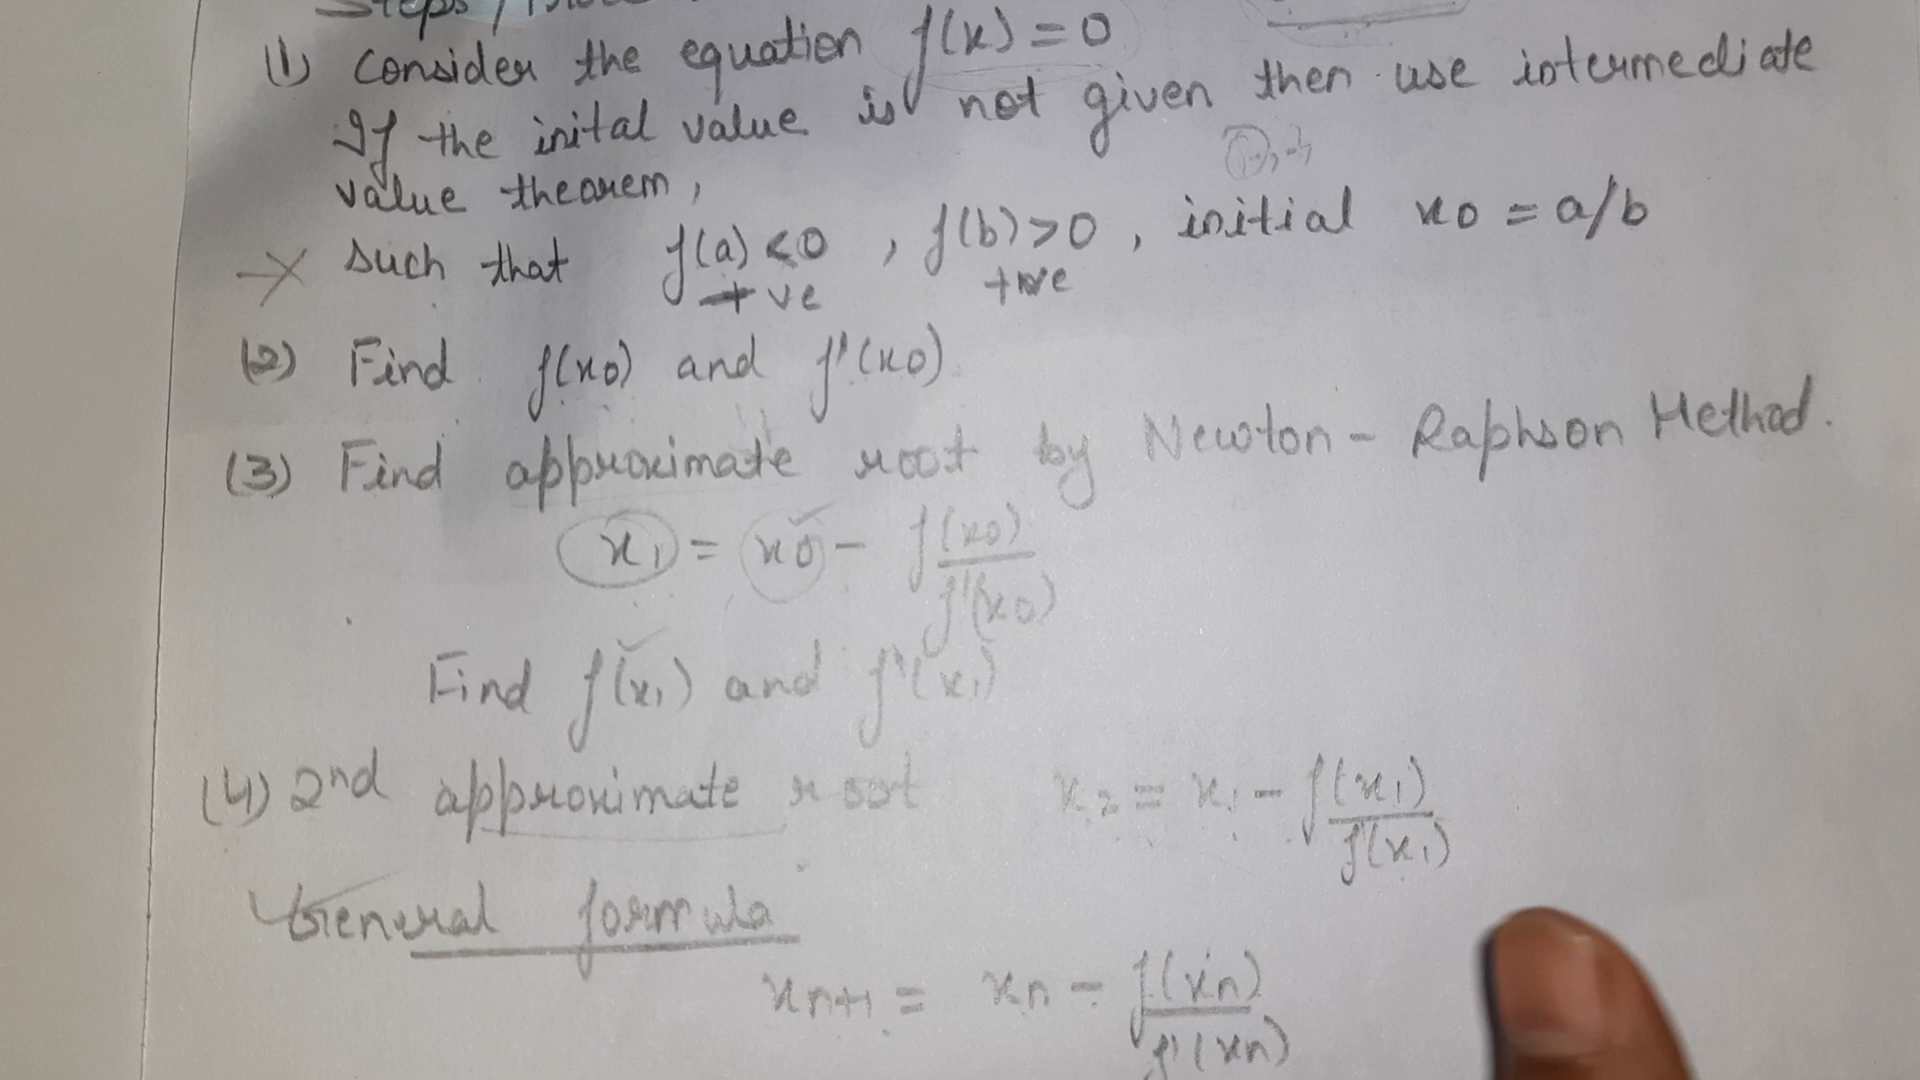 Steps /
(1) Consider the equation f(x) = 0
If the inital value is not given then use intermediate
value theorem,
such that f(a) < 0 , f(b) > 0 , initial x0 = a/b
+ve +ve
(2) Find f(x0) and f'(x0)
(3) Find approximate root by Newton - Raphson Method.
x1 = x0 - f(x0)/f'(x0)
Find f(x1) and f'(x1)
(4) 2nd approximate root x2 = x1 - f(x1)/f'(x1)
General formula
xn+1 = xn - f(xn)/f'(xn)